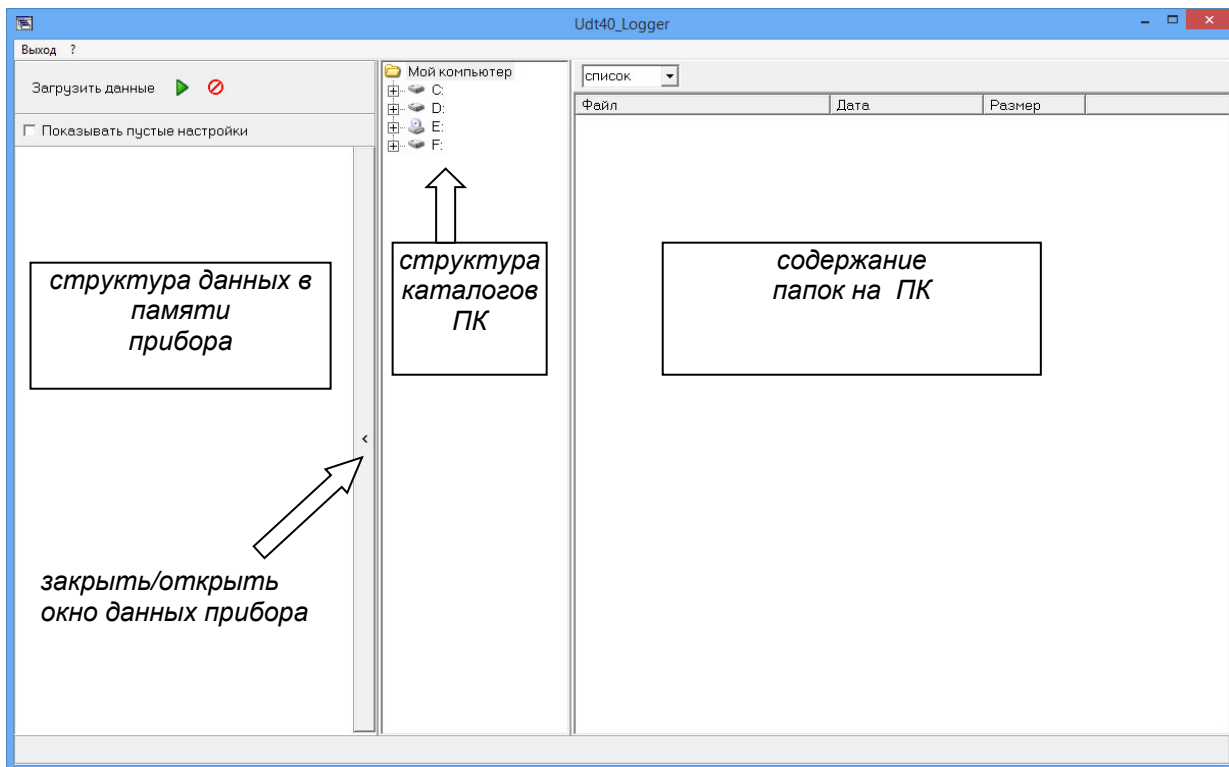 Udt40_Logger
Выход ?
Загрузить данные
Показывать пустые настройки
Мой компьютер
C:
D:
E:
F:
список
Файл Дата Размер
структура данных в
памяти
прибора
структура
каталогов
ПК
содержание
папок на ПК
<
закрыть/открыть
окно данных прибора